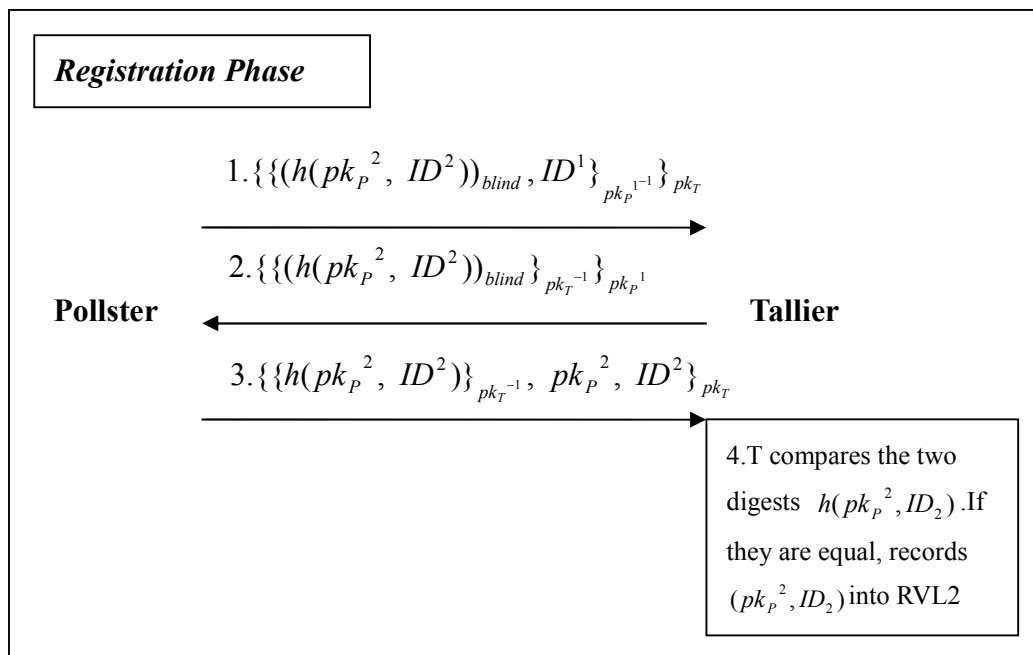 Registration Phase
1.{{(h(pk_P^2, ID^2))_blind, ID^1}_{pk_P^{1^{-1}}}}_{pk_T}
2.{{(h(pk_P^2, ID^2))_blind}_{pk_T^{-1}}}_{pk_P^1}
Pollster Tallier
3.{{h(pk_P^2, ID^2)}_{pk_T^{-1}}, pk_P^2, ID^2}_{pk_T}
4.T compares the two
digests h(pk_P^2, ID_2) .If
they are equal, records
(pk_P^2, ID_2) into RVL2